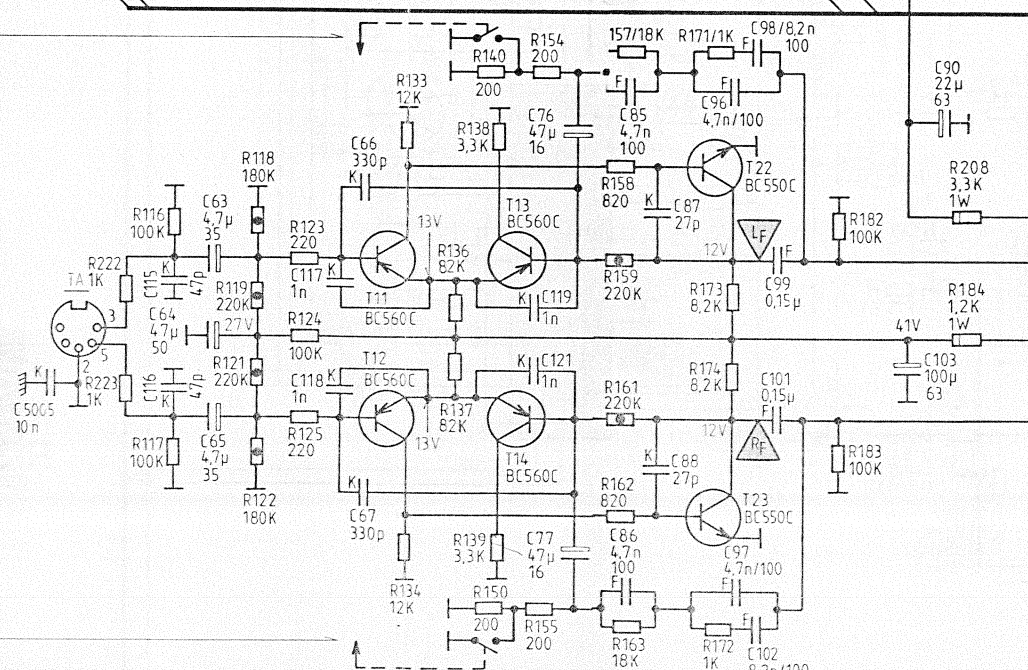 R154
200
R140
200
157/18K
R171/1K
C98/8,2n
100
F
F
F
C96
4,7n/100
C85
4,7n
100
C90
22µ
63
R133
12K
R138
3,3K
C76
47µ
16
C66
330p
K
R158
820
T22
BC550C
R208
3,3K
1W
K
C87
27p
R118
180K
R116
100K
C63
4,7µ
35
R123
220
13V
T13
BC560C
R136
82K
12V
LF
F
C99
0,15µ
R182
100K
R222
1K
TA
C115
K
47p
R119
220K
K
C117
1n
T11
BC560C
K
C119
1n
R159
220K
R173
8,2K
R184
1,2K
1W
3
5
2
C64
47µ
50
27V
R124
100K
41V
C103
100µ
63
K
C5005
10n
R223
1K
C116
K
47p
R121
220K
C118
1n
K
T12
BC560C
R137
82K
13V
K
C121
1n
R161
220K
R174
8,2K
C101
0,15µ
F
12V
RF
R117
100K
C65
4,7µ
35
R125
220
T14
BC560C
K
C88
27p
R183
100K
R122
180K
K
C67
330p
R162
820
T23
BC550C
R139
3,3K
C77
47µ
16
C86
4,7n
100
F
C97
4,7n/100
F
R134
12K
R150
200
R155
200
R163
18K
R172
1K
F
C102
8,2n/100